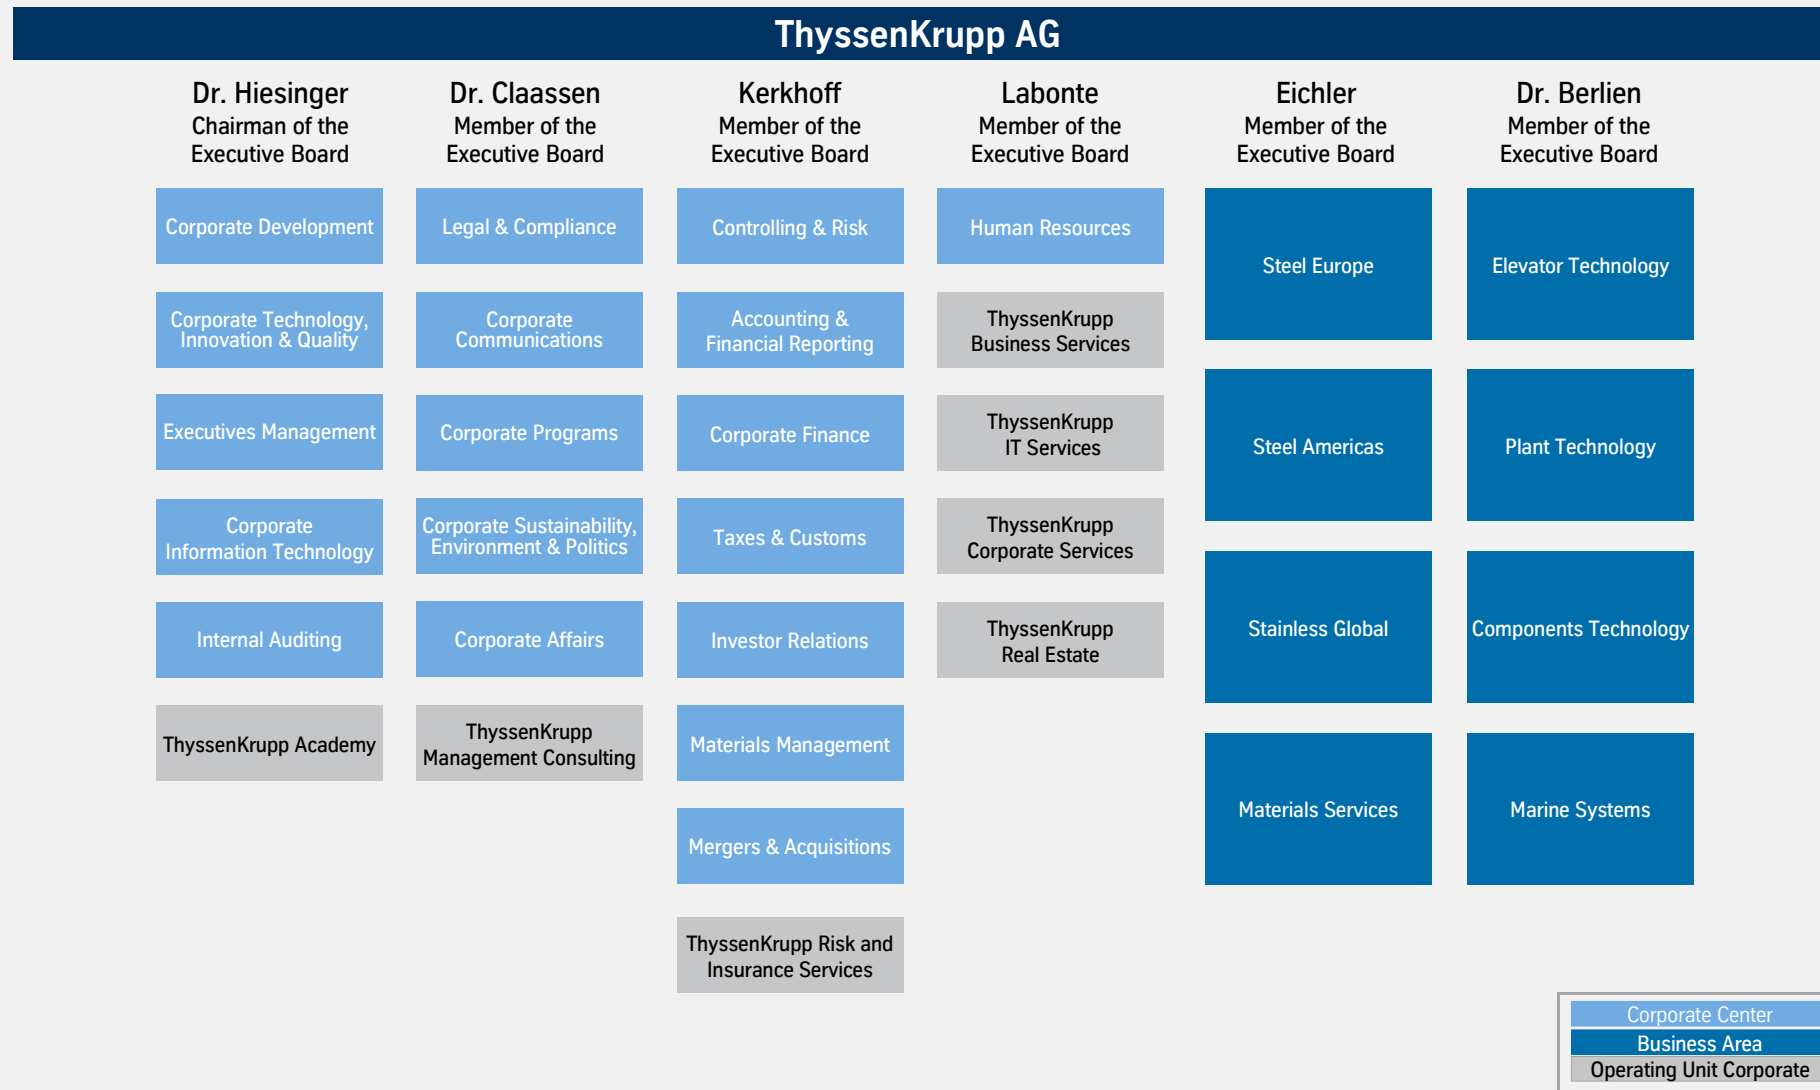 ThyssenKrupp AG
Dr. Hiesinger
Chairman of the
Executive Board
Corporate Development
Corporate Technology,
Innovation & Quality
Executives Management
Corporate
Information Technology
Internal Auditing
ThyssenKrupp Academy
Dr. Claassen
Member of the
Executive Board
Legal & Compliance
Corporate
Communications
Corporate Programs
Corporate Sustainability,
Environment & Politics
Corporate Affairs
ThyssenKrupp
Management Consulting
Kerkhoff
Member of the
Executive Board
Controlling & Risk
Accounting &
Financial Reporting
Corporate Finance
Taxes & Customs
Investor Relations
Materials Management
Mergers & Acquisitions
ThyssenKrupp Risk and
Insurance Services
Labonte
Member of the
Executive Board
Human Resources
ThyssenKrupp
Business Services
ThyssenKrupp
IT Services
ThyssenKrupp
Corporate Services
ThyssenKrupp
Real Estate
Eichler
Member of the
Executive Board
Steel Europe
Steel Americas
Stainless Global
Materials Services
Dr. Berlien
Member of the
Executive Board
Elevator Technology
Plant Technology
Components Technology
Marine Systems
Corporate Center
Business Area
Operating Unit Corporate